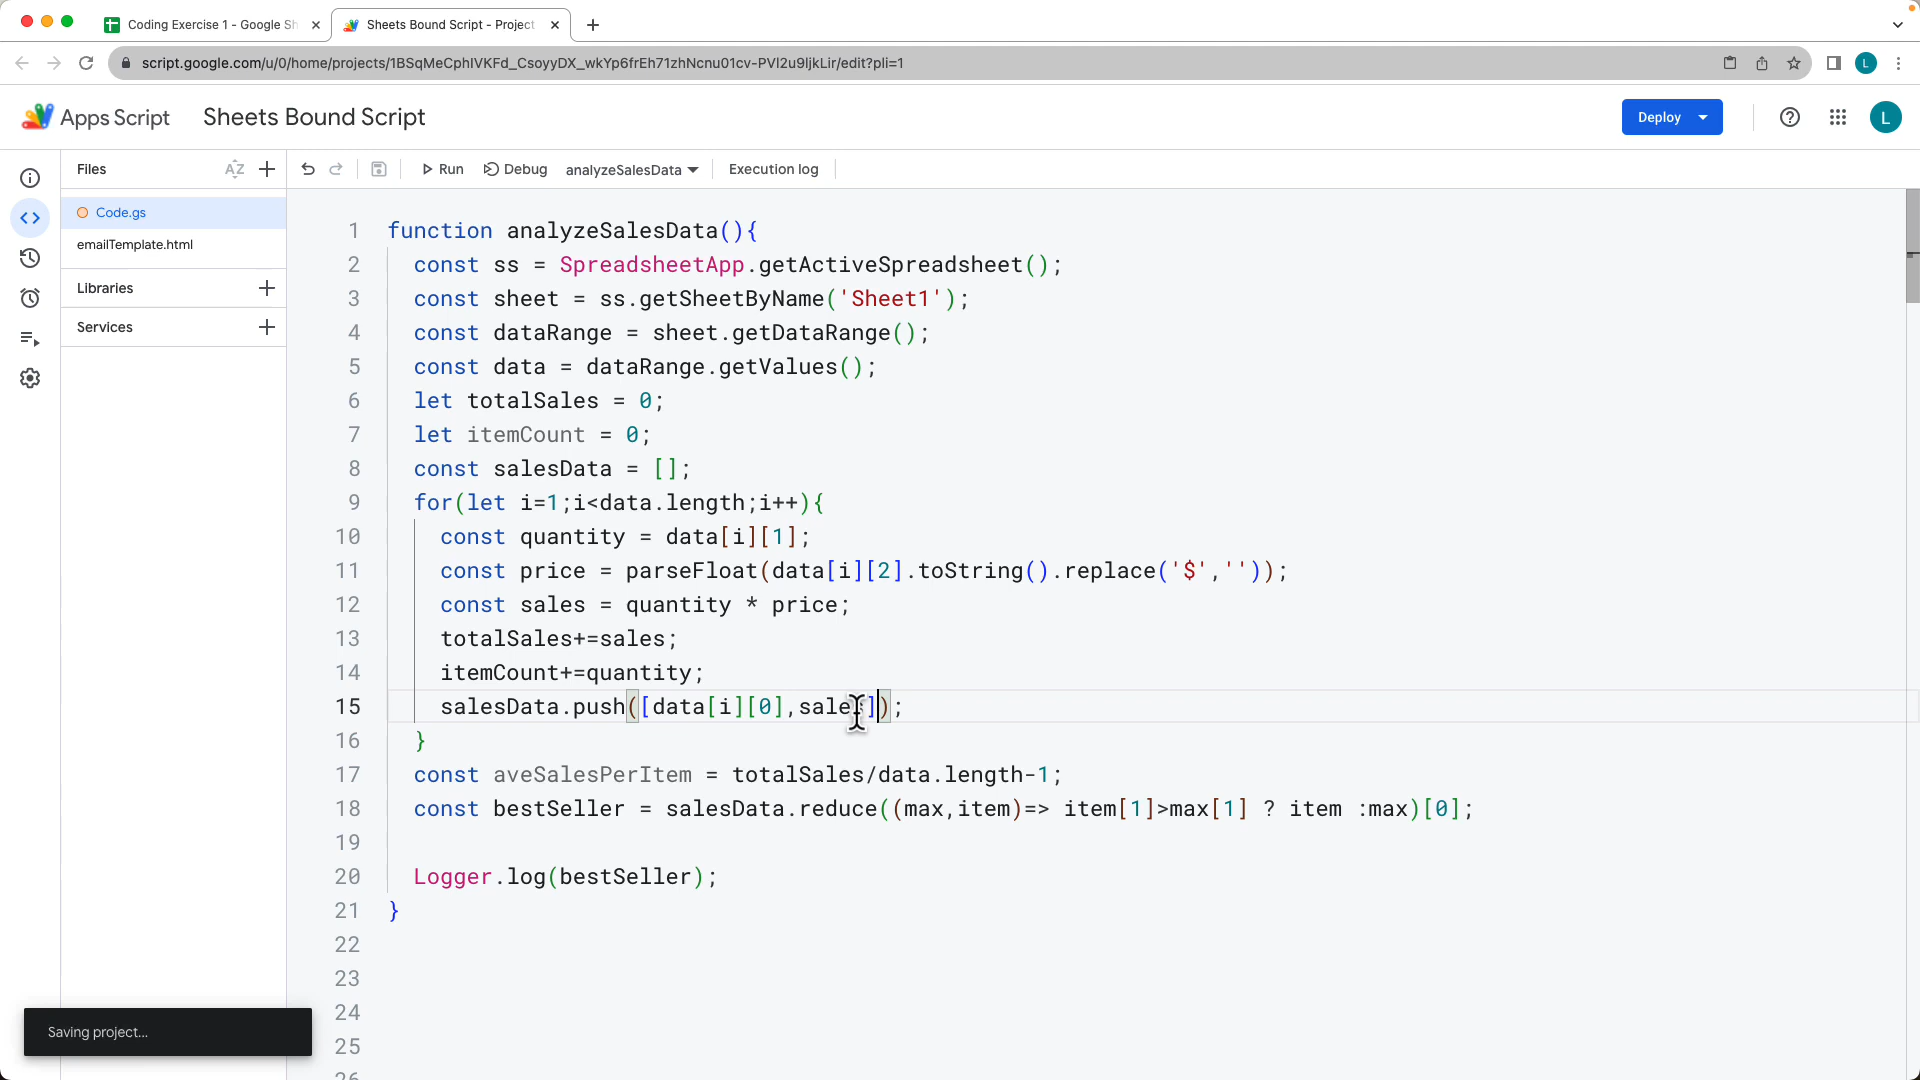 Coding Exercise 1 - Google Sh
Sheets Bound Script - Project
script.google.com/u/0/home/projects/1BSqMeCphIVKFd_CsoyyDX_wkYp6frEh71zhNcnu01cv-PVl2u9ljkLir/edit?pli=1
L
Apps Script
Sheets Bound Script
Deploy
L
Files
AZ
Run
Debug
analyzeSalesData
Execution log
Code.gs
emailTemplate.html
Libraries
Services
1 function analyzeSalesData(){
2 const ss = SpreadsheetApp.getActiveSpreadsheet();
3 const sheet = ss.getSheetByName('Sheet1');
4 const dataRange = sheet.getDataRange();
5 const data = dataRange.getValues();
6 let totalSales = 0;
7 let itemCount = 0;
8 const salesData = [];
9 for(let i=1;i<data.length;i++){
10 const quantity = data[i][1];
11 const price = parseFloat(data[i][2].toString().replace('$',''));
12 const sales = quantity * price;
13 totalSales+=sales;
14 itemCount+=quantity;
15 salesData.push([data[i][0],sales]);
16 }
17 const aveSalesPerItem = totalSales/data.length-1;
18 const bestSeller = salesData.reduce((max,item)=> item[1]>max[1] ? item :max)[0];
19
20 Logger.log(bestSeller);
21 }
22
23
24
25
26
Saving project...